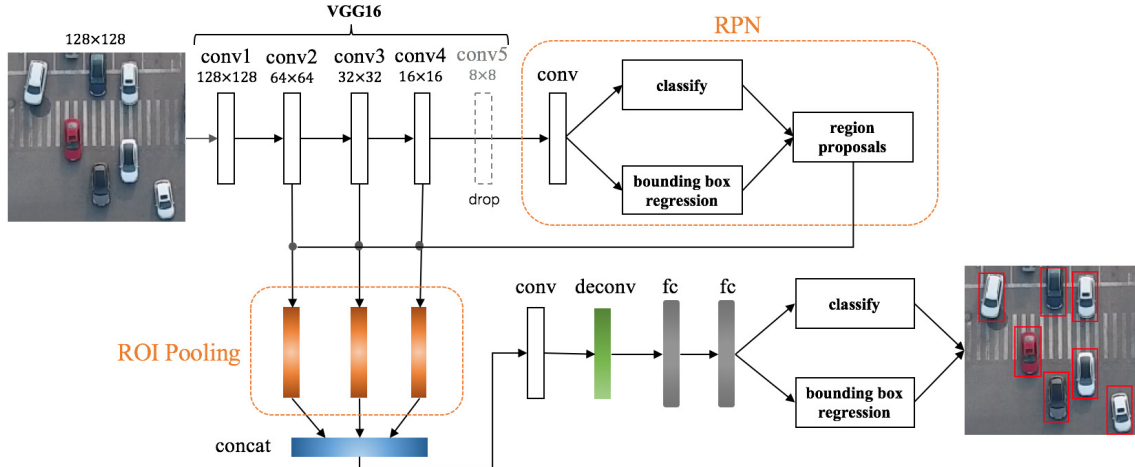 VGG16
RPN
128×128
conv1
conv2
conv3
conv4
conv5
128×128
64×64
32×32
16×16
8×8
conv
classify
region
proposals
bounding box
regression
drop
conv
deconv
fc
fc
classify
ROI Pooling
bounding box
regression
concat